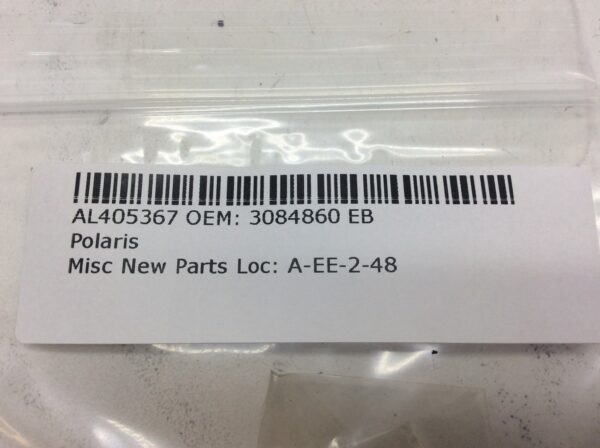 AL405367 OEM: 3084860 EB
Polaris
Misc New Parts Loc: A-EE-2-48